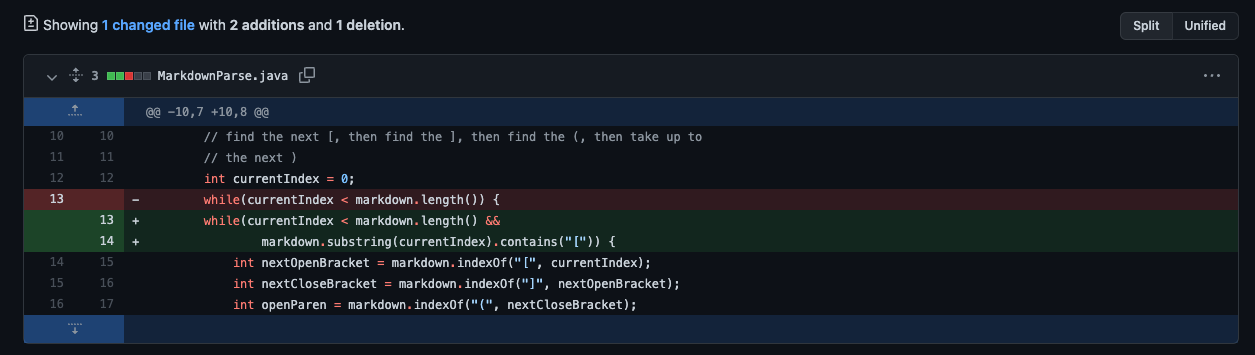 Showing 1 changed file with 2 additions and 1 deletion.
Split Unified
3 MarkdownParse.java
@@ -10,7 +10,8 @@
10 10 // find the next [, then find the ], then find the (, then take up to
11 11 // the next )
12 12 int currentIndex = 0;
13 - while(currentIndex < markdown.length()) {
13 + while(currentIndex < markdown.length() &&
14 + markdown.substring(currentIndex).contains("[")) {
14 15 int nextOpenBracket = markdown.indexOf("[", currentIndex);
15 16 int nextCloseBracket = markdown.indexOf("]", nextOpenBracket);
16 17 int openParen = markdown.indexOf("(", nextCloseBracket);